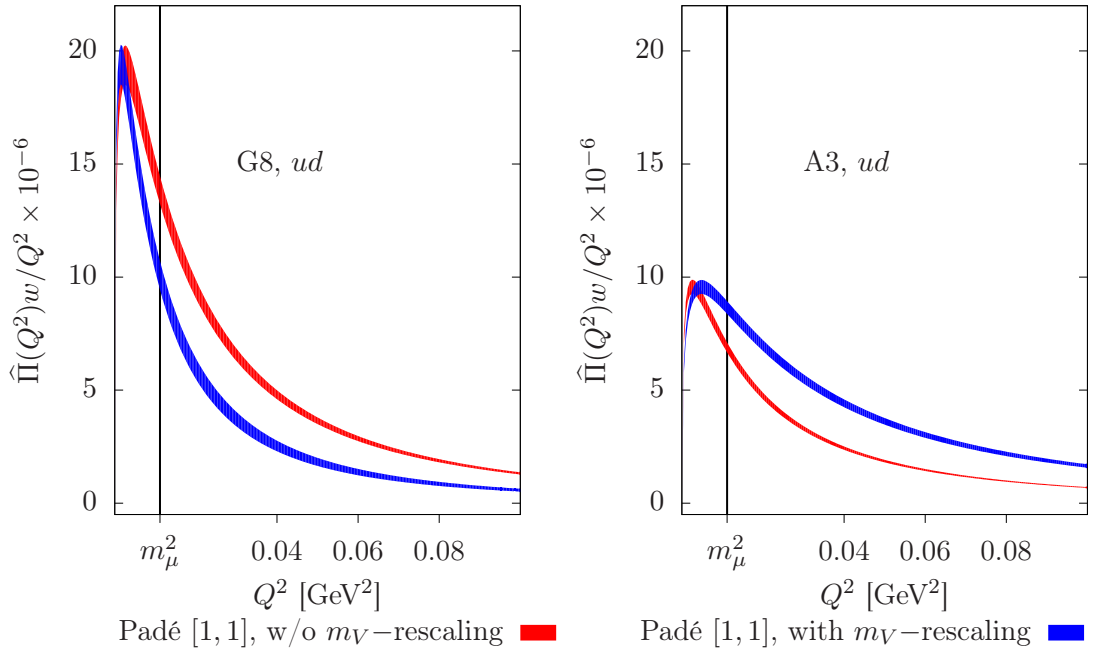 20
15
10
5
0
Π̂(Q²)w/Q² × 10⁻⁶
G8, ud
m²_μ
0.04
0.06
0.08
Q² [GeV²]
20
15
10
5
0
Π̂(Q²)w/Q² × 10⁻⁶
A3, ud
m²_μ
0.04
0.06
0.08
Q² [GeV²]
Padé [1, 1], w/o m_V−rescaling
Padé [1, 1], with m_V−rescaling